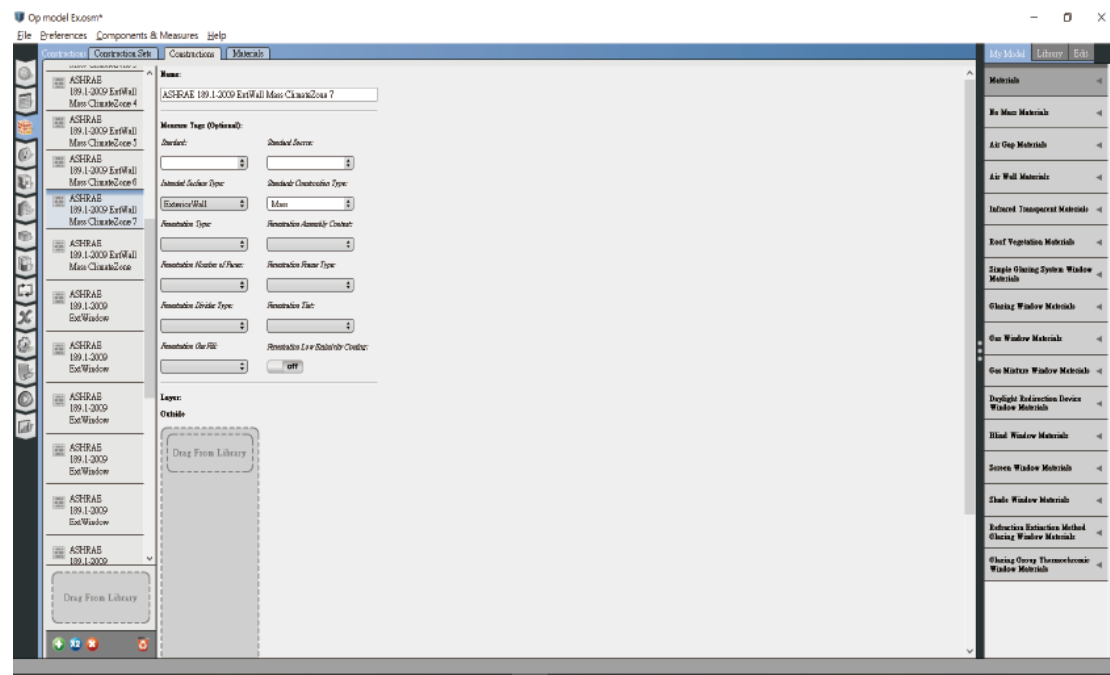 Op model Ex.osm*
File Preferences Components & Measures Help
Constructions Construction Sets Constructions Materials
My Model Library Edit
ASHRAE
189.1-2009 ExtWall
Mass ClimateZone 4
ASHRAE
189.1-2009 ExtWall
Mass ClimateZone 5
ASHRAE
189.1-2009 ExtWall
Mass ClimateZone 6
ASHRAE
189.1-2009 ExtWall
Mass ClimateZone 7
ASHRAE
189.1-2009 ExtWall
Mass ClimateZone
ASHRAE
189.1-2009
ExtWindow
ASHRAE
189.1-2009
ExtWindow
ASHRAE
189.1-2009
ExtWindow
ASHRAE
189.1-2009
ExtWindow
ASHRAE
189.1-2009
ExtWindow
ASHRAE
189.1-2009
Drag From Library
X2
Name:
ASHRAE 189.1-2009 ExtWall Mass ClimateZone 7
Measure Tags (Optional):
Standard: Standard Source:
Intended Surface Type: Standards Construction Type:
ExteriorWall Mass
Fenestration Type: Fenestration Assembly Context:
Fenestration Number of Panes: Fenestration Frame Type:
Fenestration Divider Type: Fenestration Tint:
Fenestration Gas Fill: Fenestration Low Emissivity Coating:
off
Layer:
Outside
Drag From Library
Materials
No Mass Materials
Air Gap Materials
Air Wall Materials
Infrared Transparent Materials
Roof Vegetation Materials
Simple Glazing System Window
Materials
Glazing Window Materials
Gas Window Materials
Gas Mixture Window Materials
Daylight Redirection Device
Window Materials
Blind Window Materials
Screen Window Materials
Shade Window Materials
Refraction Extinction Method
Glazing Window Materials
Glazing Group Thermochromic
Window Materials